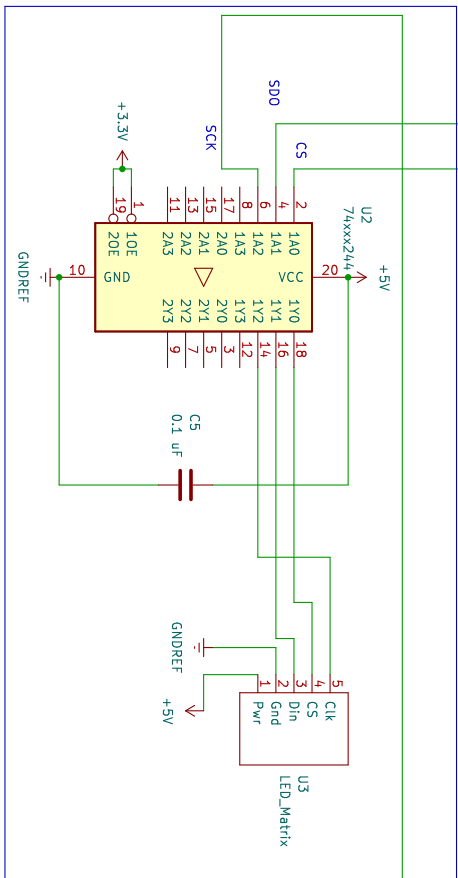 SDO
SCK
CS
+3.3V
U2
74xxx244
+5V
GNDREF
11
13
15
17
8
6
4
2
19
1
2A3
2A2
2A1
2A0
1A3
1A2
1A1
1A0
2OE
1OE
10
GND
VCC
20
2Y3
2Y2
2Y1
2Y0
1Y3
1Y2
1Y1
1Y0
9
7
5
3
12
14
16
18
C5
0.1 uF
GNDREF
+5V
1
2
3
4
5
Pwr
Gnd
Din
CS
Clk
U3
LED_Matrix